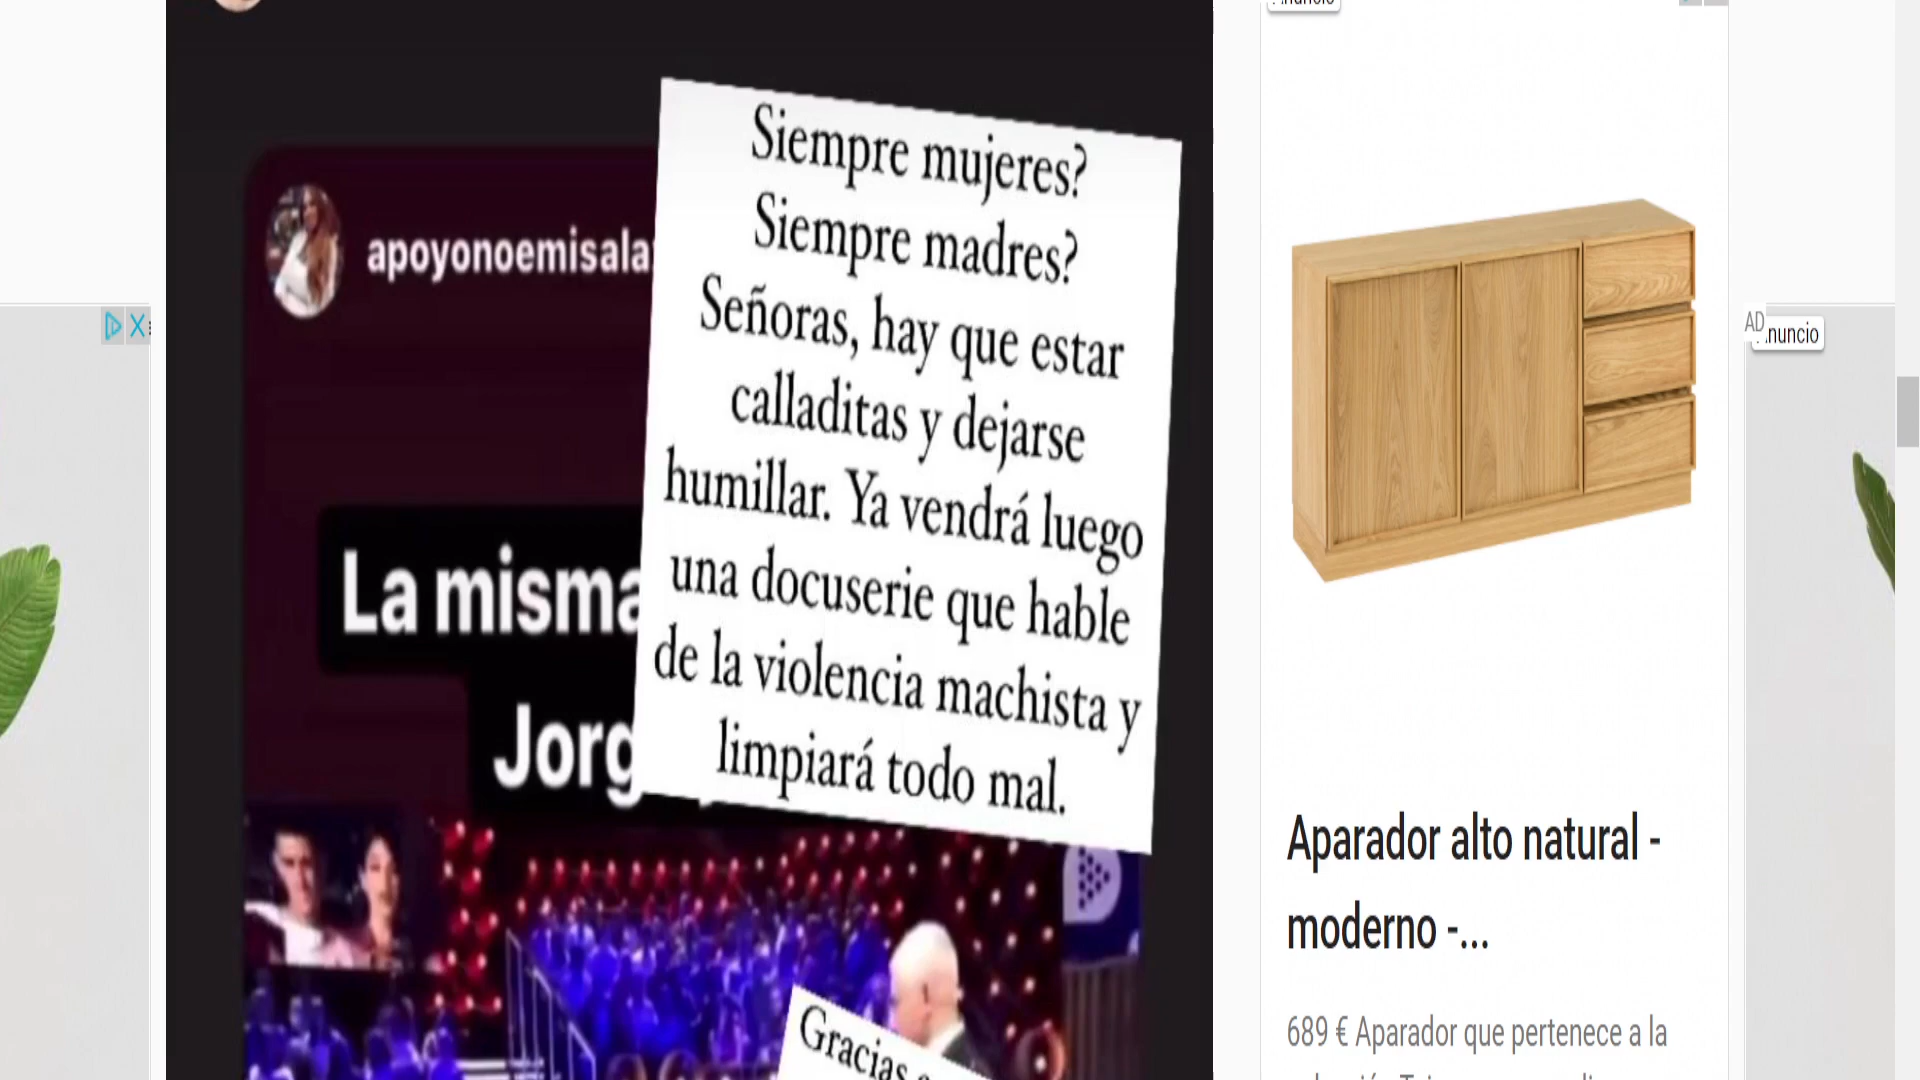 Anuncio
Siempre mujeres?
Siempre madres?
Señoras, hay que estar
calladitas y dejarse
humillar. Ya vendrá luego
una docuserie que hable
de la violencia machista y
limpiará todo mal.
apoyonoemisala
La misma
Jorg
Gracias
AD
nuncio
Aparador alto natural -
moderno -...
689 € Aparador que pertenece a la